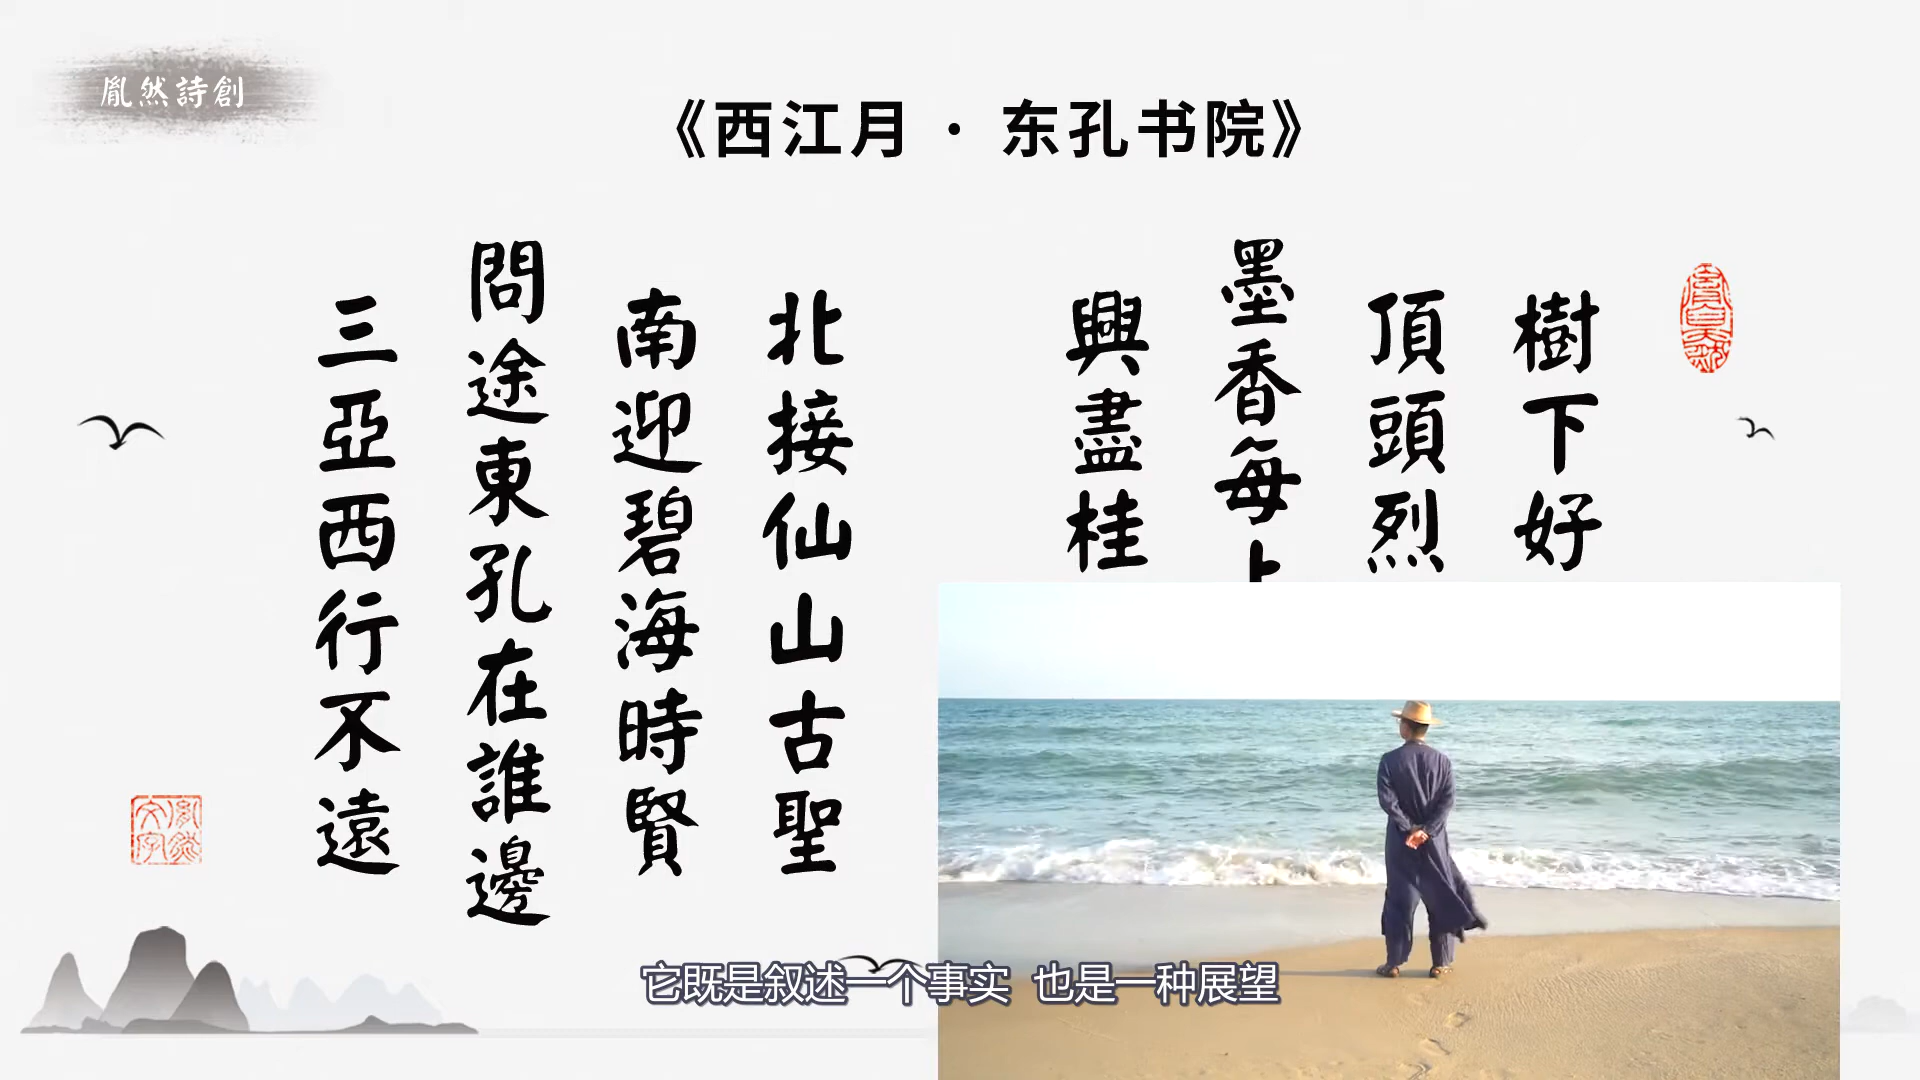 胤然詩創
《西江月 · 东孔书院》
樹下好
頂頭烈
墨香每
興盡桂
北接仙山古聖
南迎碧海時賢
問途東孔在誰邊
三亞西行不遠
它既是叙述一个事实 也是一种展望